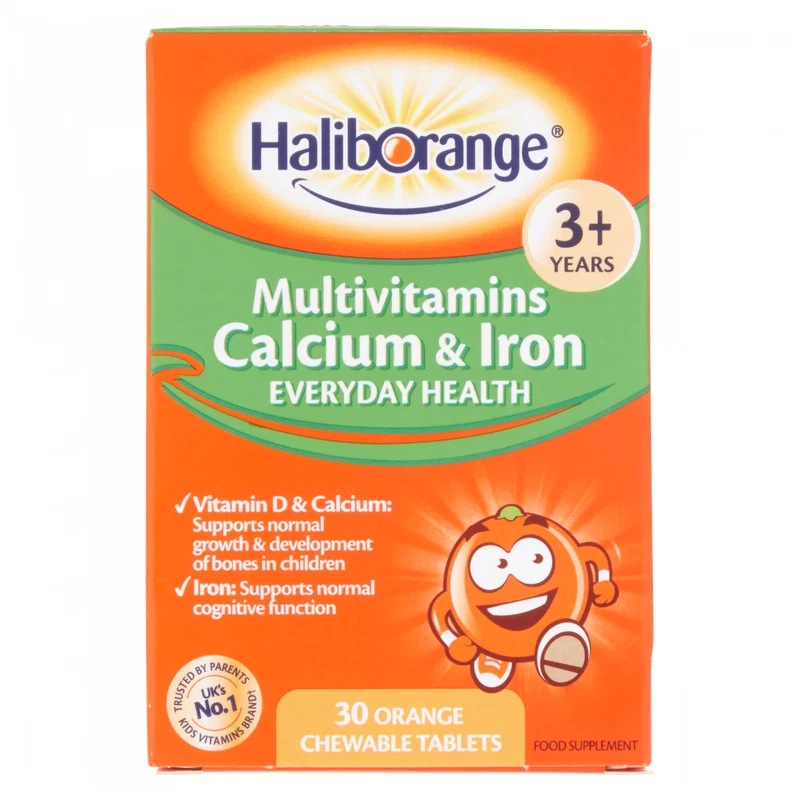 HalibOrange®
3+
YEARS
Multivitamins
Calcium & Iron
EVERYDAY HEALTH
✓Vitamin D & Calcium:
Supports normal
growth & development
of bones in children
✓Iron: Supports normal
cognitive function
TRUSTED BY PARENTS
UK's
No.1
KIDS VITAMINS BRAND†
30 ORANGE
CHEWABLE TABLETS
FOOD SUPPLEMENT